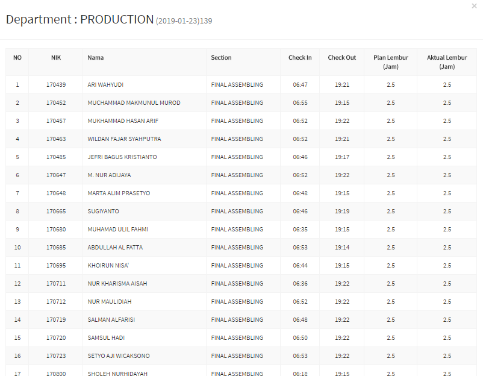 ×
Department : PRODUCTION (2019-01-23)139
NO NIK Nama Section Check In Check Out Plan Lembur (Jam) Aktual Lembur (Jam)
1 170439 ARI WAHYUDI FINAL ASSEMBLING 06:47 19:21 2.5 2.5
2 170452 MUCHAMMAD MAKMUNUL MUROD FINAL ASSEMBLING 06:55 19:15 2.5 2.5
3 170457 MUKHAMMAD HASAN ARIF FINAL ASSEMBLING 06:52 19:22 2.5 2.5
4 170463 WILDAN FAJAR SYAHPUTRA FINAL ASSEMBLING 06:52 19:21 2.5 2.5
5 170485 JEFRI BAGUS KRISTIANTO FINAL ASSEMBLING 06:46 19:17 2.5 2.5
6 170647 M. NUR ADIJAYA FINAL ASSEMBLING 06:52 19:22 2.5 2.5
7 170648 MARTA ALIM PRASETYO FINAL ASSEMBLING 06:48 19:15 2.5 2.5
8 170665 SUGIYANTO FINAL ASSEMBLING 06:46 19:19 2.5 2.5
9 170680 MUHAMAD ULIL FAHMI FINAL ASSEMBLING 06:35 19:15 2.5 2.5
10 170685 ABDULLAH AL FATTA FINAL ASSEMBLING 06:53 19:14 2.5 2.5
11 170695 KHOIRUN NISA' FINAL ASSEMBLING 06:44 19:15 2.5 2.5
12 170711 NUR KHARISMA AISAH FINAL ASSEMBLING 06:36 19:22 2.5 2.5
13 170712 NUR MAULIDIAH FINAL ASSEMBLING 06:52 19:22 2.5 2.5
14 170719 SALMAN ALFARISI FINAL ASSEMBLING 06:48 19:22 2.5 2.5
15 170720 SAMSUL HADI FINAL ASSEMBLING 06:50 19:22 2.5 2.5
16 170723 SETYO AJI WICAKSONO FINAL ASSEMBLING 06:53 19:22 2.5 2.5
17 170800 SHOLEH NURHIDAYAH FINAL ASSEMBLING 06:16 19:15 2.5 2.5